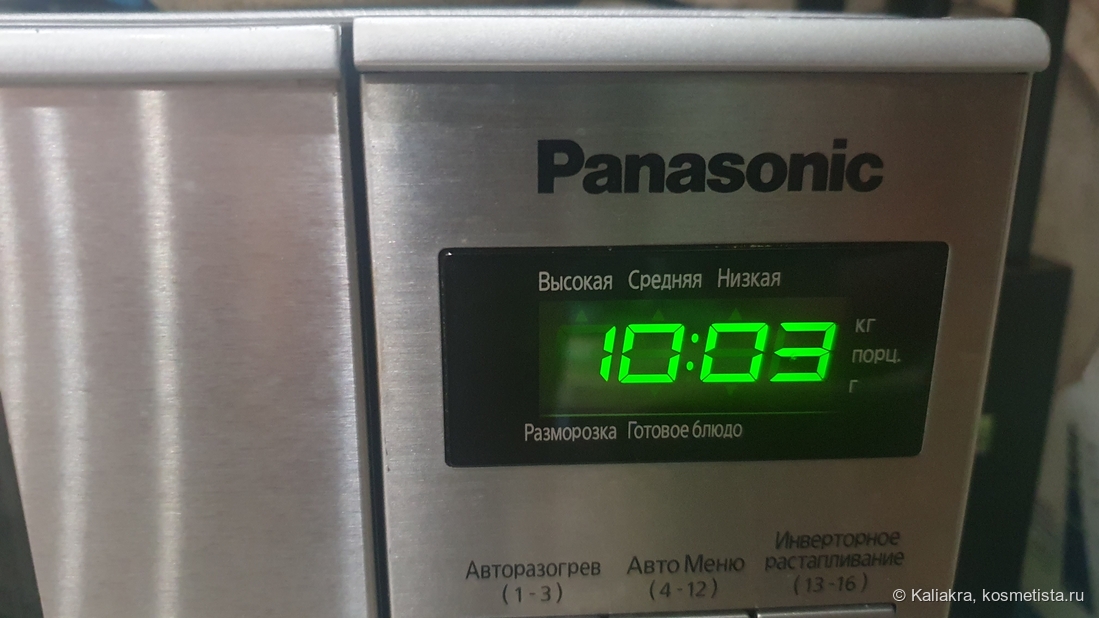 Panasonic
Высокая Средняя Низкая
10:03
кг
порц.
г
Разморозка Готовое блюдо
Авторазогрев
(1-3)
Авто Меню
(4-12)
Инверторное
растапливание
(13-16)
© Kaliakra, kosmetista.ru